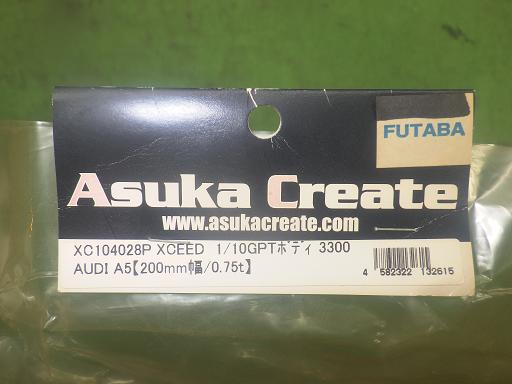 FUTABA
Asuka Create
www.asukacreate.com
XC104028P XCEED 1/10GPTボディ 3300
AUDI A5【200mm幅/0.75t】
4 582322 132615